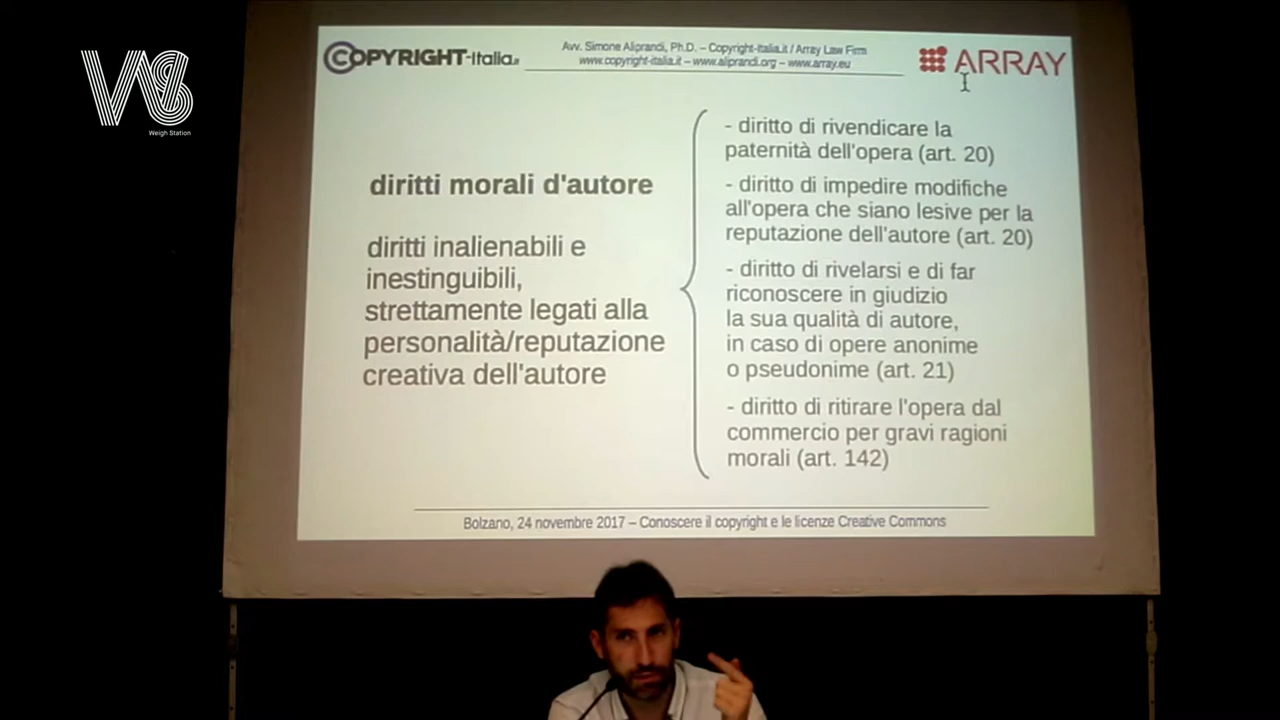 WS
Weigh Station
COPYRIGHT-Italia.it
Avv. Simone Aliprandi, Ph.D. – Copyright-Italia.it / Array Law Firm
www.copyright-italia.it – www.aliprandi.org – www.array.eu
ARRAY
diritti morali d'autore
diritti inalienabili e
inestinguibili,
strettamente legati alla
personalità/reputazione
creativa dell'autore
- diritto di rivendicare la
paternità dell'opera (art. 20)
- diritto di impedire modifiche
all'opera che siano lesive per la
reputazione dell'autore (art. 20)
- diritto di rivelarsi e di far
riconoscere in giudizio
la sua qualità di autore,
in caso di opere anonime
o pseudonime (art. 21)
- diritto di ritirare l'opera dal
commercio per gravi ragioni
morali (art. 142)
Bolzano, 24 novembre 2017 – Conoscere il copyright e le licenze Creative Commons